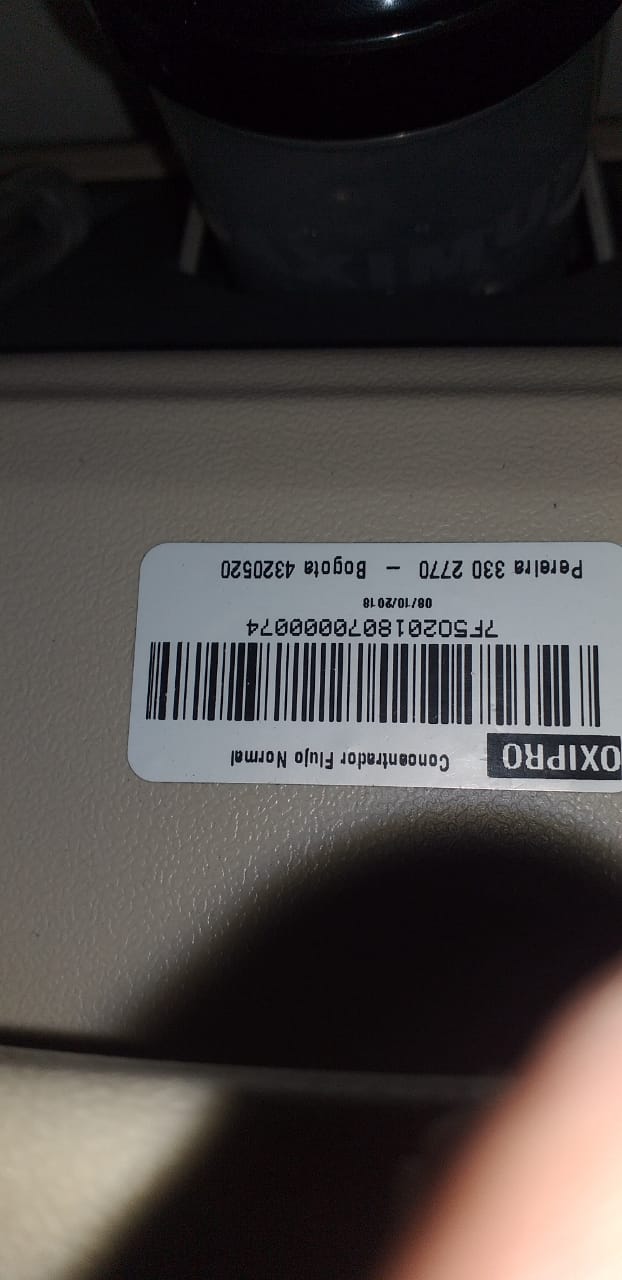 OXIPRO Concentrador Flujo Normal
7F502018070000074
08/10/2018
Pereira 330 2770 - Bogota 4320520